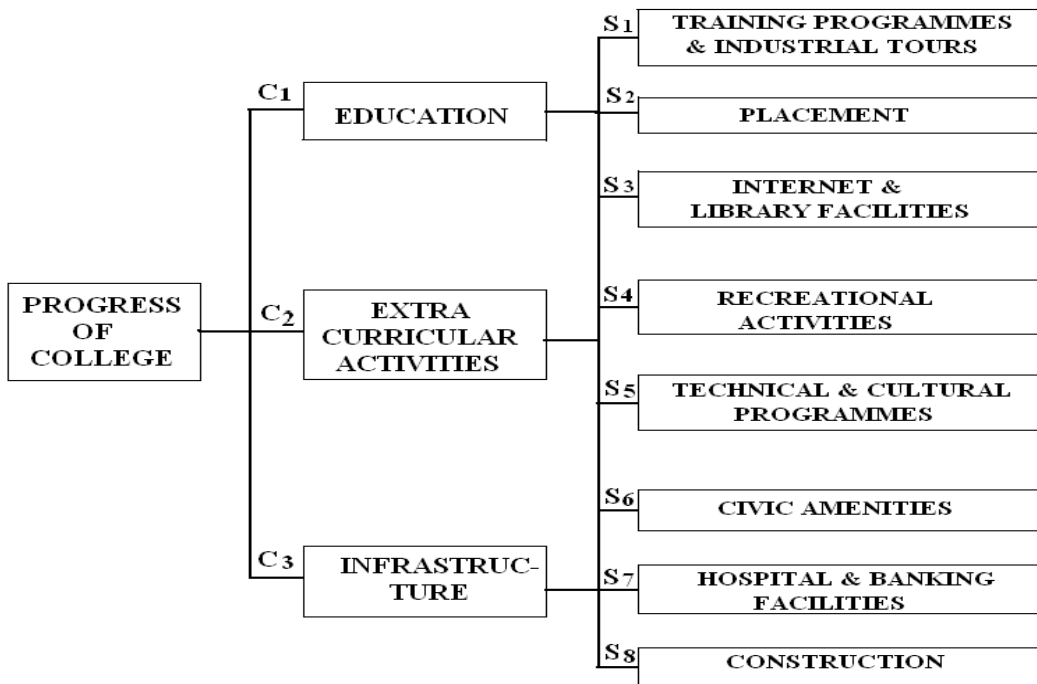 PROGRESS
OF
COLLEGE
C1
EDUCATION
C2
EXTRA
CURRICULAR
ACTIVITIES
C3
INFRASTRUC-
TURE
S1
TRAINING PROGRAMMES
& INDUSTRIAL TOURS
S2
PLACEMENT
S3
INTERNET &
LIBRARY FACILITIES
S4
RECREATIONAL
ACTIVITIES
S5
TECHNICAL & CULTURAL
PROGRAMMES
S6
CIVIC AMENITIES
S7
HOSPITAL & BANKING
FACILITIES
S8
CONSTRUCTION